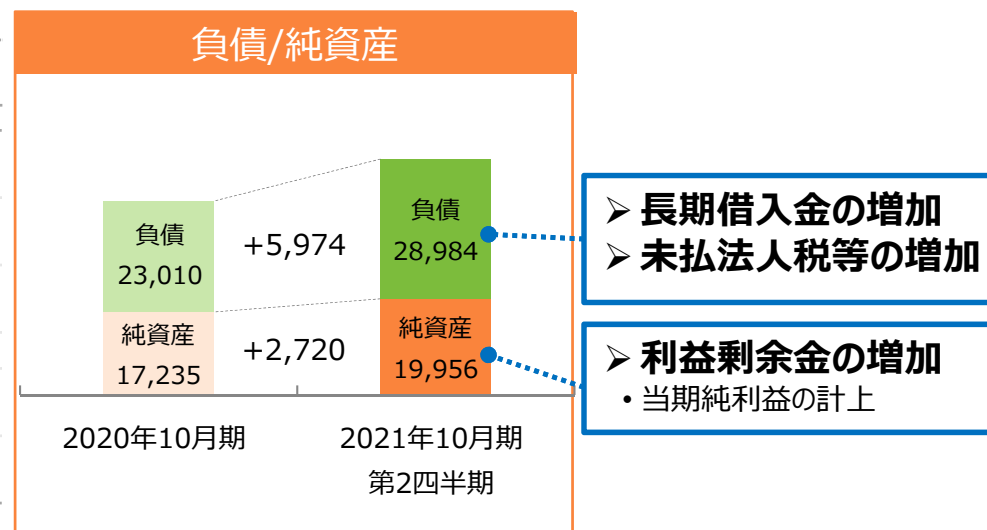 負債/純資産
負債
23,010
+5,974
負債
28,984
純資産
17,235
+2,720
純資産
19,956
2020年10月期
2021年10月期
第2四半期
➢ 長期借入金の増加
➢ 未払法人税等の増加
➢ 利益剰余金の増加
・当期純利益の計上